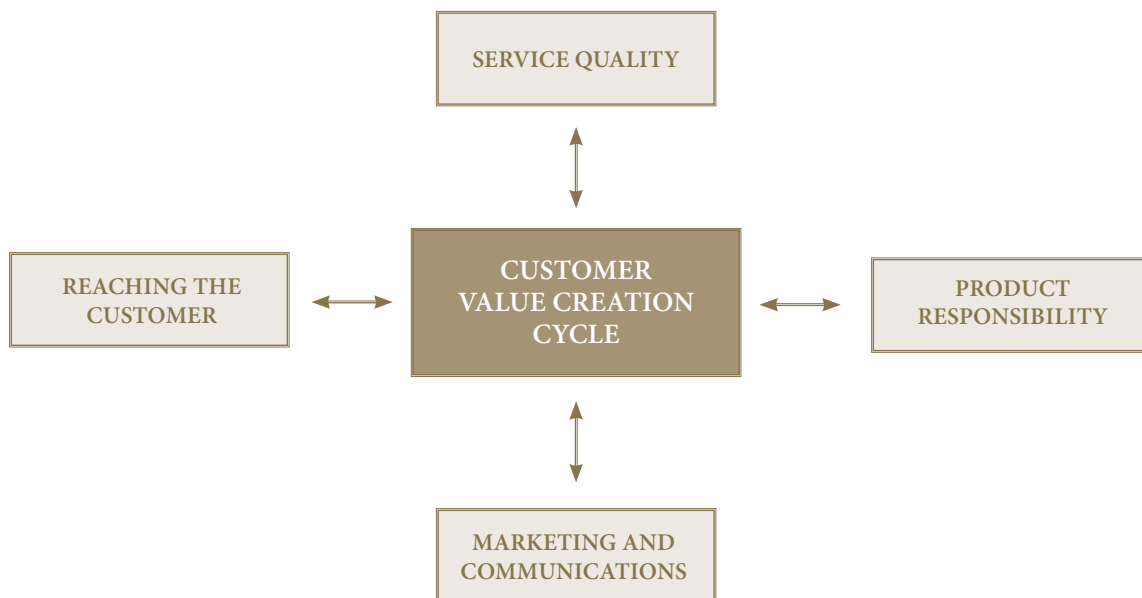 SERVICE QUALITY
REACHING THE
CUSTOMER
CUSTOMER
VALUE CREATION
CYCLE
PRODUCT
RESPONSIBILITY
MARKETING AND
COMMUNICATIONS